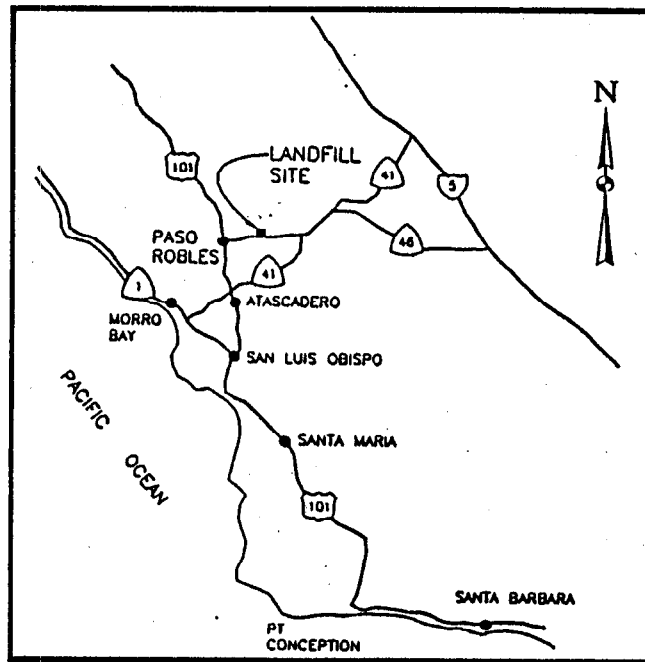 N
101
LANDFILL
SITE
41
5
PASO
ROBLES
46
41
1
ATASCADERO
MORRO
BAY
SAN LUIS OBISPO
PACIFIC OCEAN
SANTA MARIA
101
SANTA BARBARA
PT
CONCEPTION